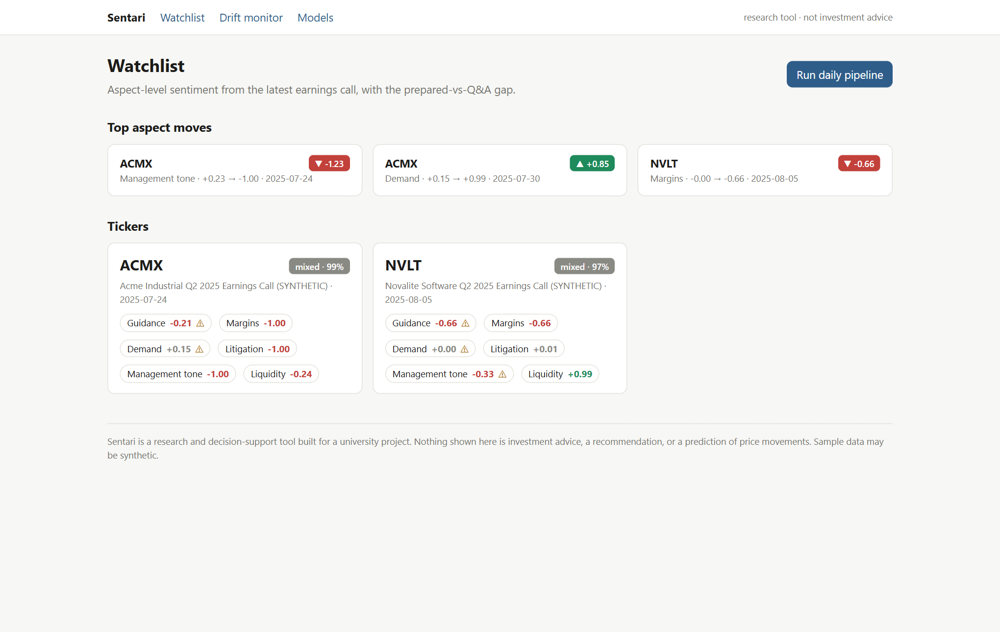 Sentari Watchlist Drift monitor Models research tool · not investment advice
Watchlist
Run daily pipeline
Aspect-level sentiment from the latest earnings call, with the prepared-vs-Q&A gap.
Top aspect moves
ACMX ▼ -1.23
Management tone · +0.23 → -1.00 · 2025-07-24
ACMX ▲ +0.85
Demand · +0.15 → +0.99 · 2025-07-30
NVLT ▼ -0.66
Margins · -0.00 → -0.66 · 2025-08-05
Tickers
ACMX mixed · 99%
Acme Industrial Q2 2025 Earnings Call (SYNTHETIC) ·
2025-07-24
Guidance -0.21 ⚠ Margins -1.00
Demand +0.15 ⚠ Litigation -1.00
Management tone -1.00 Liquidity -0.24
NVLT mixed · 97%
Novalite Software Q2 2025 Earnings Call (SYNTHETIC) ·
2025-08-05
Guidance -0.66 ⚠ Margins -0.66
Demand +0.00 ⚠ Litigation +0.01
Management tone -0.33 ⚠ Liquidity +0.99
Sentari is a research and decision-support tool built for a university project. Nothing shown here is investment advice, a recommendation, or a prediction of price movements. Sample data may
be synthetic.